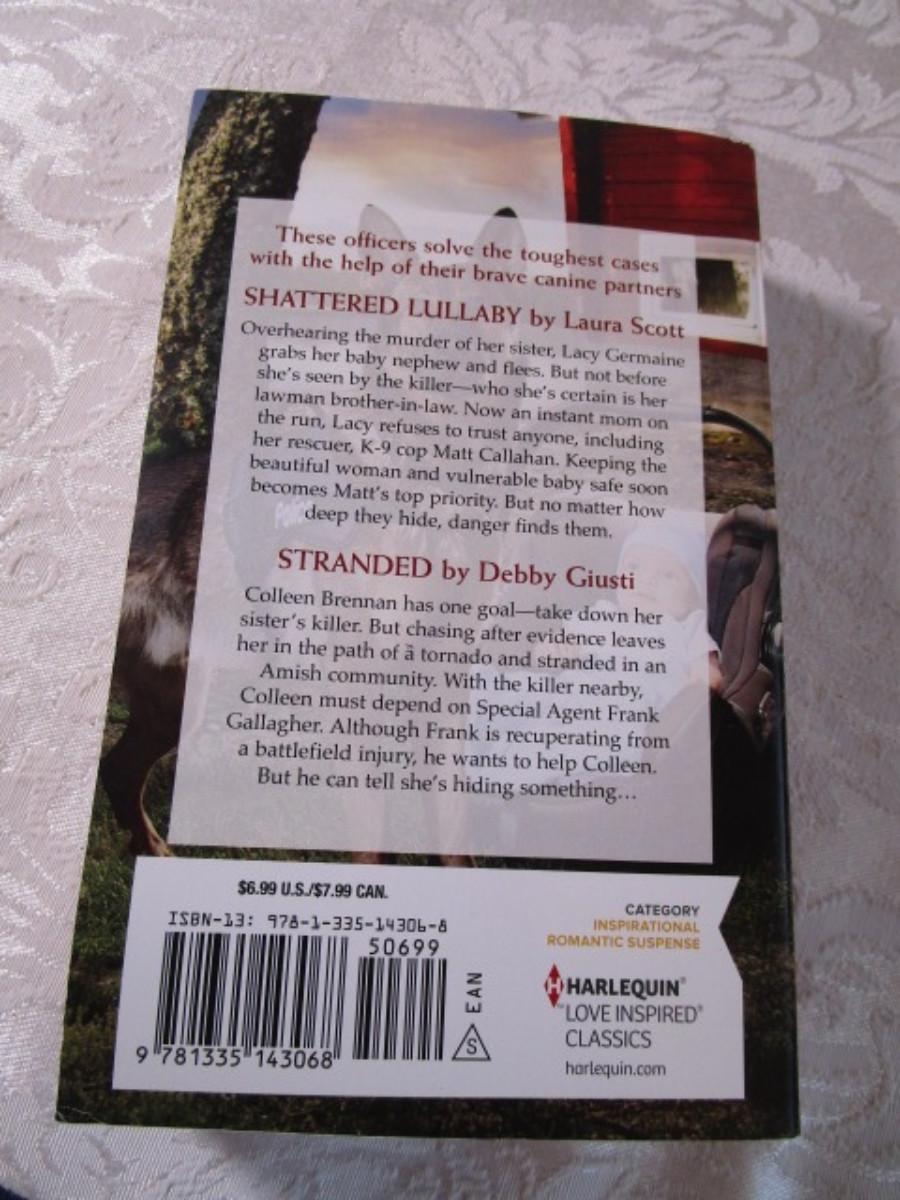 These officers solve the toughest cases
with the help of their brave canine partners
SHATTERED LULLABY by Laura Scott
Overhearing the murder of her sister, Lacy Germaine
grabs her baby nephew and flees. But not before
she's seen by the killer—who she's certain is her
lawman brother-in-law. Now an instant mom on
the run, Lacy refuses to trust anyone, including
her rescuer, K-9 cop Matt Callahan. Keeping the
beautiful woman and vulnerable baby safe soon
becomes Matt's top priority. But no matter how
deep they hide, danger finds them.
STRANDED by Debby Giusti
Colleen Brennan has one goal—take down her
sister's killer. But chasing after evidence leaves
her in the path of a tornado and stranded in an
Amish community. With the killer nearby,
Colleen must depend on Special Agent Frank
Gallagher. Although Frank is recuperating from
a battlefield injury, he wants to help Colleen.
But he can tell she's hiding something...
$6.99 U.S./$7.99 CAN.
ISBN-13: 978-1-335-14306-8
50699
9 781335 143068
EAN
S
CATEGORY
INSPIRATIONAL
ROMANTIC SUSPENSE
H HARLEQUIN®
LOVE INSPIRED®
CLASSICS
harlequin.com